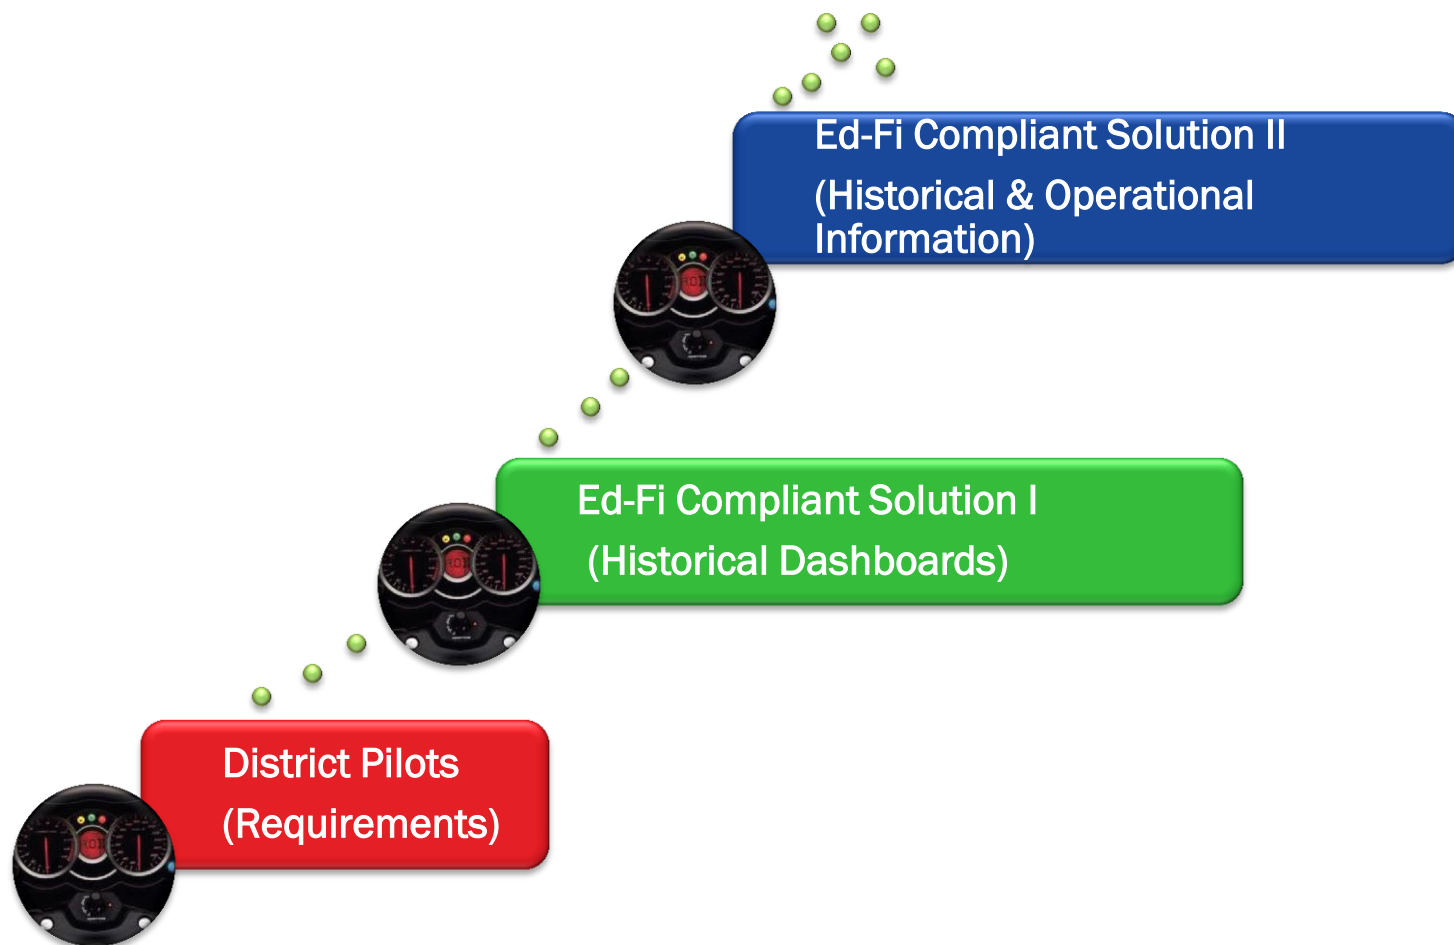 Ed-Fi Compliant Solution II
(Historical & Operational
Information)
Ed-Fi Compliant Solution I
(Historical Dashboards)
District Pilots
(Requirements)